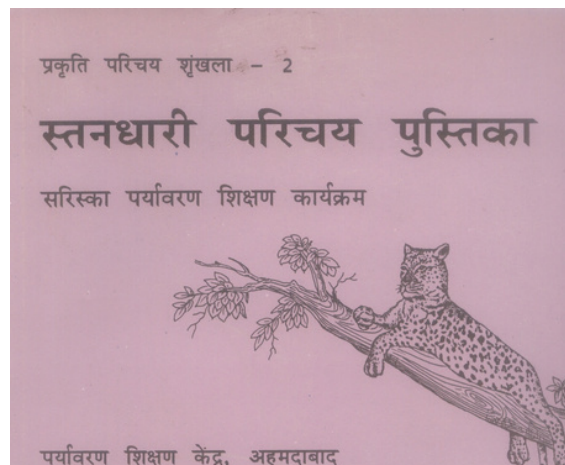 प्रकृति परिचय शृंखला – 2
स्तनधारी परिचय पुस्तिका
सरिस्का पर्यावरण शिक्षण कार्यक्रम
पर्यावरण शिक्षण केंद्र, अहमदाबाद